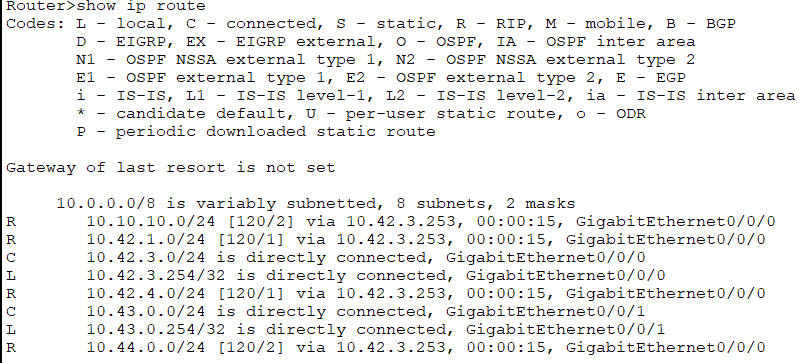 Router>show ip route
Codes: L - local, C - connected, S - static, R - RIP, M - mobile, B - BGP
       D - EIGRP, EX - EIGRP external, O - OSPF, IA - OSPF inter area
       N1 - OSPF NSSA external type 1, N2 - OSPF NSSA external type 2
       E1 - OSPF external type 1, E2 - OSPF external type 2, E - EGP
       i - IS-IS, L1 - IS-IS level-1, L2 - IS-IS level-2, ia - IS-IS inter area
       * - candidate default, U - per-user static route, o - ODR
       P - periodic downloaded static route

Gateway of last resort is not set

     10.0.0.0/8 is variably subnetted, 8 subnets, 2 masks
R       10.10.10.0/24 [120/2] via 10.42.3.253, 00:00:15, GigabitEthernet0/0/0
R       10.42.1.0/24 [120/1] via 10.42.3.253, 00:00:15, GigabitEthernet0/0/0
C       10.42.3.0/24 is directly connected, GigabitEthernet0/0/0
L       10.42.3.254/32 is directly connected, GigabitEthernet0/0/0
R       10.42.4.0/24 [120/1] via 10.42.3.253, 00:00:15, GigabitEthernet0/0/0
C       10.43.0.0/24 is directly connected, GigabitEthernet0/0/1
L       10.43.0.254/32 is directly connected, GigabitEthernet0/0/1
R       10.44.0.0/24 [120/2] via 10.42.3.253, 00:00:15, GigabitEthernet0/0/0